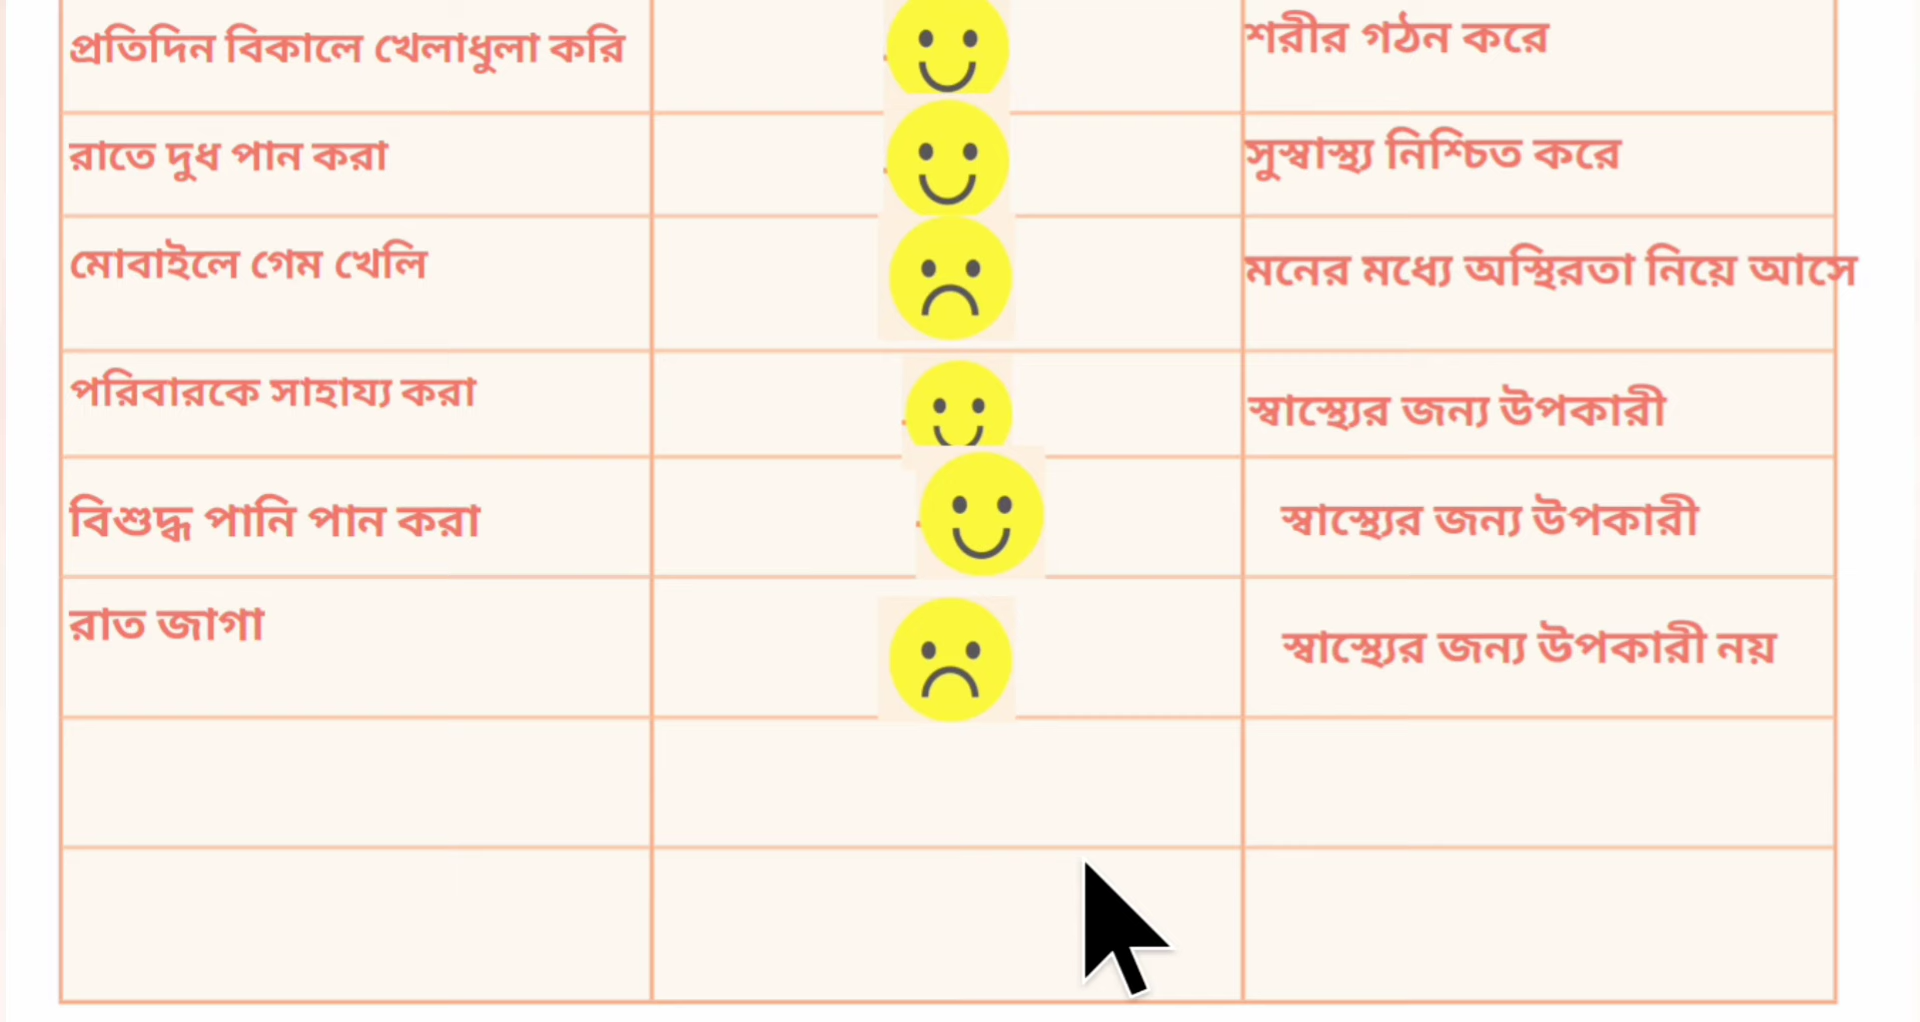 প্রতিদিন বিকালে খেলাধুলা করি
শরীর গঠন করে
রাতে দুধ পান করা
সুস্বাস্থ্য নিশ্চিত করে
মোবাইলে গেম খেলি
মনের মধ্যে অস্থিরতা নিয়ে আসে
পরিবারকে সাহায্য করা
স্বাস্থ্যের জন্য উপকারী
বিশুদ্ধ পানি পান করা
স্বাস্থ্যের জন্য উপকারী
রাত জাগা
স্বাস্থ্যের জন্য উপকারী নয়